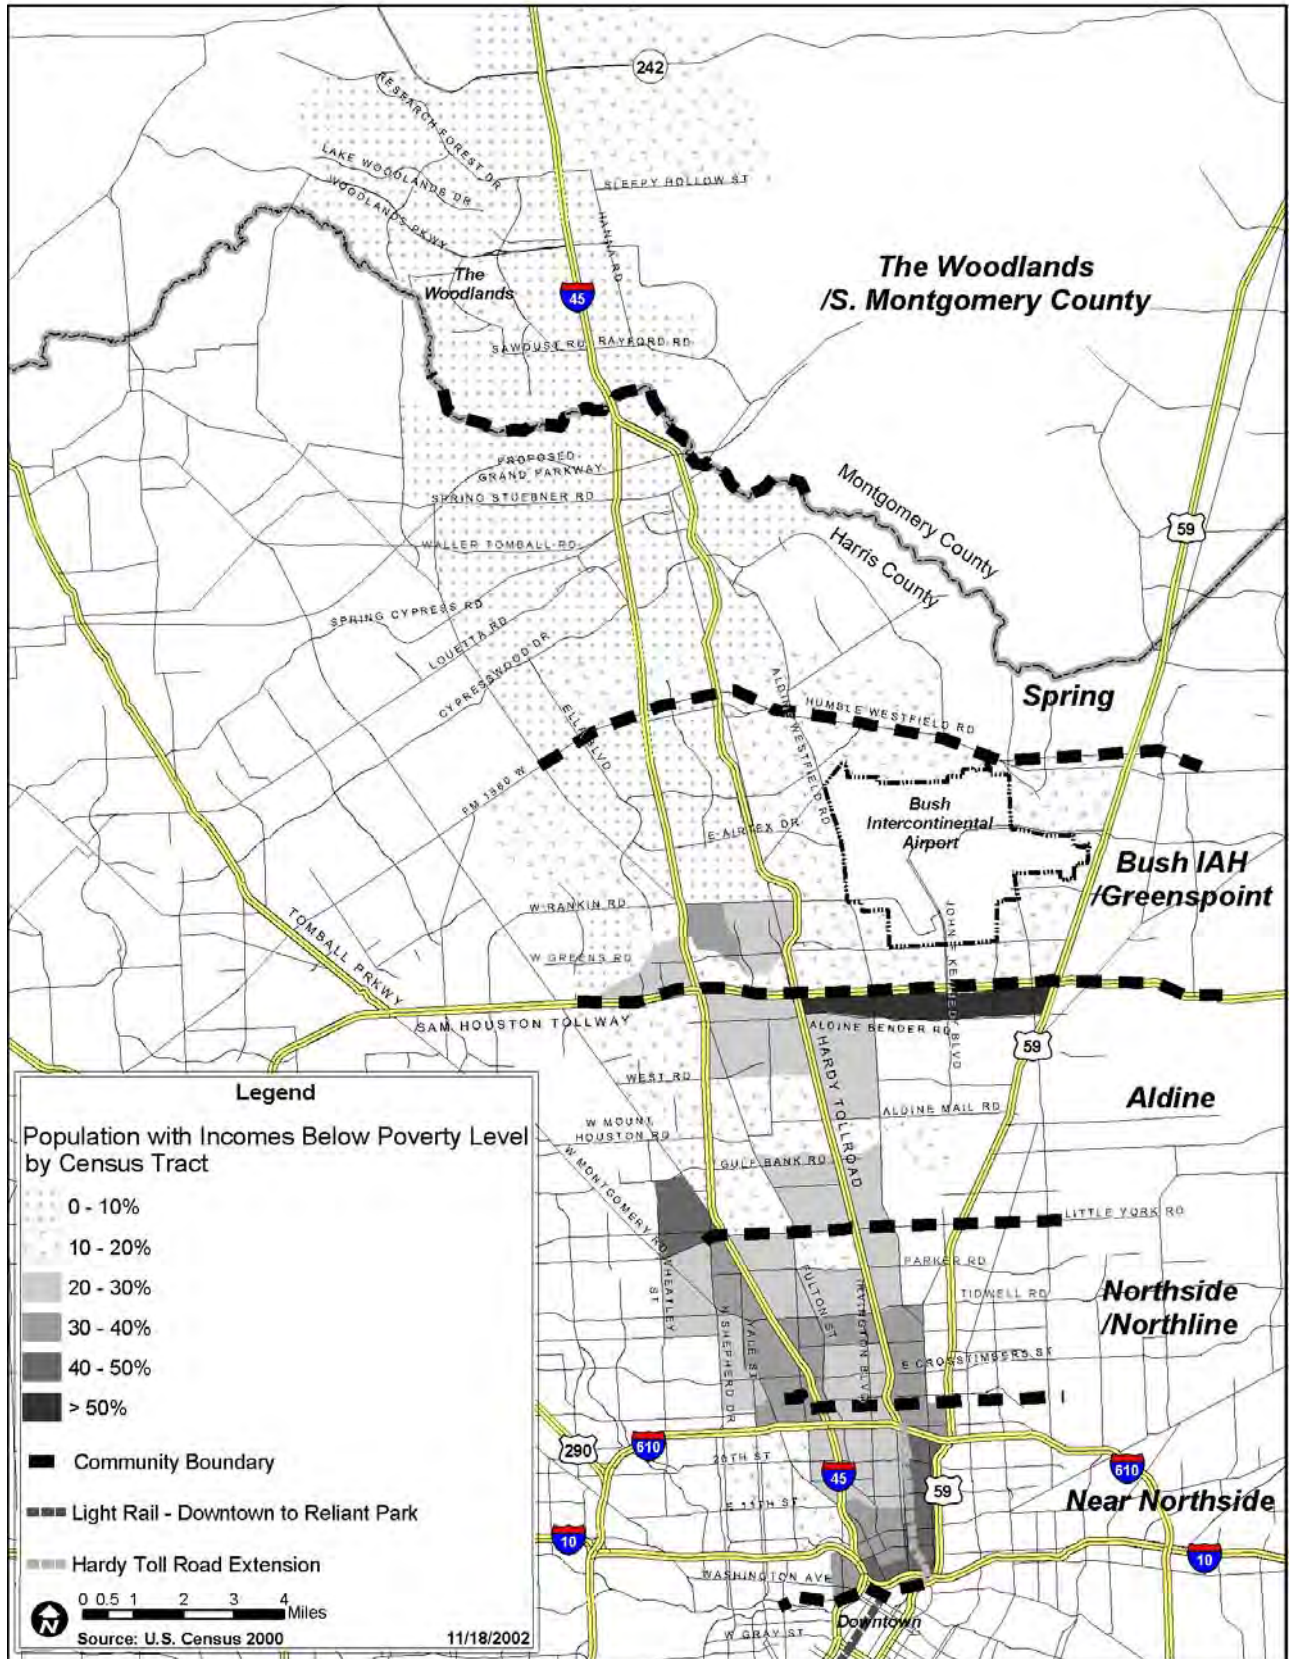 242
RESEARCH FOREST DR
LAKE WOODLANDS DR
WOODLANDS PKWY
SLEEPY HOLLOW ST
HANNA RD
The
Woodlands
45
The Woodlands
/S. Montgomery County
SAWDUST RD
RAYFORD RD
PROPOSED
GRAND PARKWAY
SPRING STUEBNER RD
WALLER TOMBALL RD
Montgomery County
Harris County
59
SPRING CYPRESS RD
LOUETTA RD
CYPRESSWOOD DR
ELLA BLVD
ALDINE WESTFIELD RD
HUMBLE WESTFIELD RD
Spring
FM 1960 W
E AIRTEX DR
Bush
Intercontinental
Airport
Bush IAH
/Greenspoint
W RANKIN RD
W GREENS RD
JOHN F KENNEDY BLVD
TOMBALL PRKWY
SAM HOUSTON TOLLWAY
ALDINE BENDER RD
59
HARDY TOLLROAD
WEST RD
Aldine
ALDINE MAIL RD
W MOUNT
HOUSTON RD
GULF BANK RD
W MONTGOMERY RD
LITTLE YORK RD
WHEATLEY
ST
PARKER RD
FULTON ST
IRVINGTON BLVD
TIDWELL RD
Northside
/Northline
N SHEPHERD DR
YALE ST
E CROSSTIMBERS ST
290
610
20TH ST
45
59
610
E 11TH ST
Near Northside
10
10
WASHINGTON AVE
Downtown
W GRAY ST
Legend
Population with Incomes Below Poverty Level
by Census Tract
0 - 10%
10 - 20%
20 - 30%
30 - 40%
40 - 50%
> 50%
Community Boundary
Light Rail - Downtown to Reliant Park
Hardy Toll Road Extension
N
0 0.5 1 2 3 4
Miles
Source: U.S. Census 2000
11/18/2002